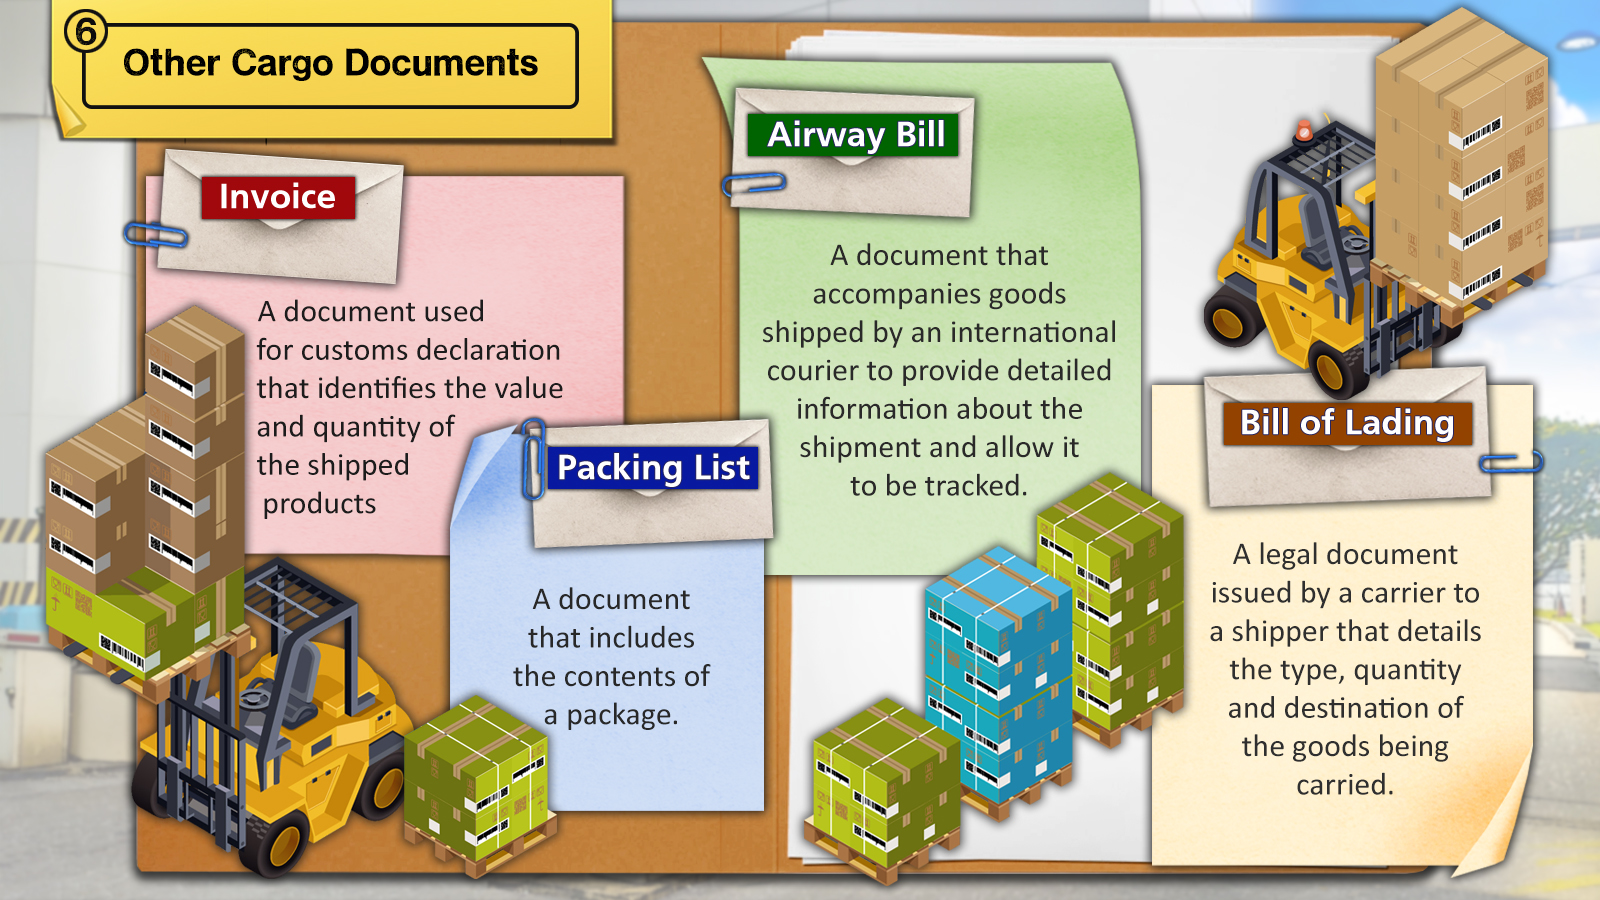 6
Other Cargo Documents
Invoice
A document used
for customs declaration
that identifies the value
and quantity of
the shipped
products
Packing List
A document
that includes
the contents of
a package.
Airway Bill
A document that
accompanies goods
shipped by an international
courier to provide detailed
information about the
shipment and allow it
to be tracked.
Bill of Lading
A legal document
issued by a carrier to
a shipper that details
the type, quantity
and destination of
the goods being
carried.